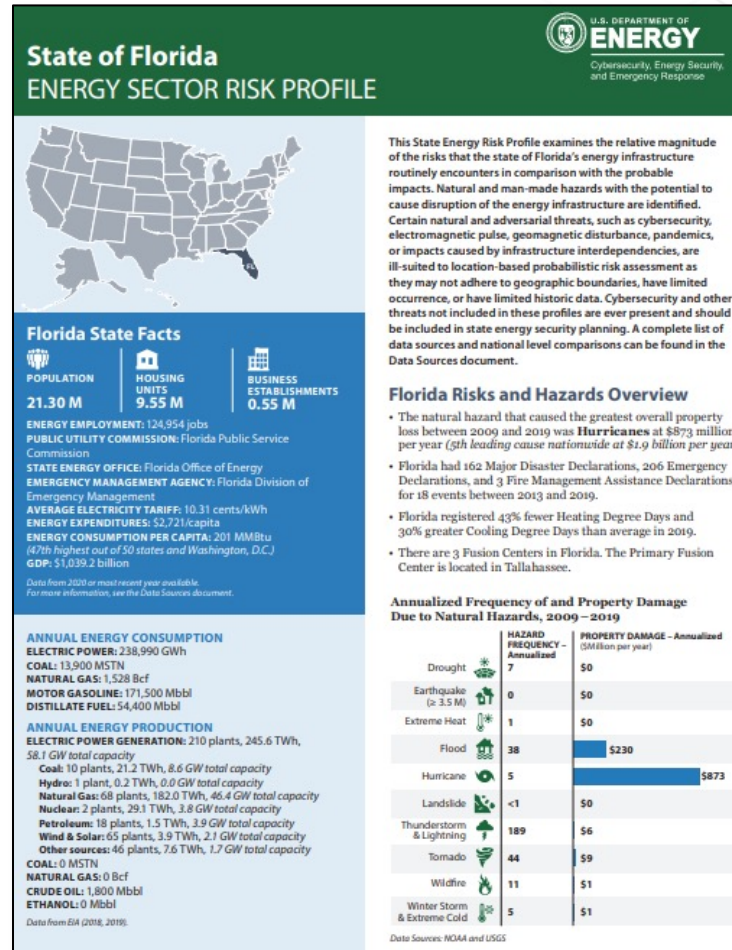 State of Florida
ENERGY SECTOR RISK PROFILE
U.S. DEPARTMENT OF
ENERGY
Cybersecurity, Energy Security,
and Emergency Response
FL
Florida State Facts
POPULATION
21.30 M
HOUSING
UNITS
9.55 M
BUSINESS
ESTABLISHMENTS
0.55 M
ENERGY EMPLOYMENT: 124,954 jobs
PUBLIC UTILITY COMMISSION: Florida Public Service
Commission
STATE ENERGY OFFICE: Florida Office of Energy
EMERGENCY MANAGEMENT AGENCY: Florida Division of
Emergency Management
AVERAGE ELECTRICITY TARIFF: 10.31 cents/kWh
ENERGY EXPENDITURES: $2,721/capita
ENERGY CONSUMPTION PER CAPITA: 201 MMBtu
(47th highest out of 50 states and Washington, D.C.)
GDP: $1,039.2 billion
Data from 2020 or most recent year available.
For more information, see the Data Sources document.
ANNUAL ENERGY CONSUMPTION
ELECTRIC POWER: 238,990 GWh
COAL: 13,900 MSTN
NATURAL GAS: 1,528 Bcf
MOTOR GASOLINE: 171,500 Mbbl
DISTILLATE FUEL: 54,400 Mbbl
ANNUAL ENERGY PRODUCTION
ELECTRIC POWER GENERATION: 210 plants, 245.6 TWh,
58.1 GW total capacity
Coal: 10 plants, 21.2 TWh, 8.6 GW total capacity
Hydro: 1 plant, 0.2 TWh, 0.0 GW total capacity
Natural Gas: 68 plants, 182.0 TWh, 46.4 GW total capacity
Nuclear: 2 plants, 29.1 TWh, 3.8 GW total capacity
Petroleum: 18 plants, 1.5 TWh, 3.9 GW total capacity
Wind & Solar: 65 plants, 3.9 TWh, 2.1 GW total capacity
Other sources: 46 plants, 7.6 TWh, 1.7 GW total capacity
COAL: 0 MSTN
NATURAL GAS: 0 Bcf
CRUDE OIL: 1,800 Mbbl
ETHANOL: 0 Mbbl
Data from EIA (2018, 2019).
This State Energy Risk Profile examines the relative magnitude
of the risks that the state of Florida's energy infrastructure
routinely encounters in comparison with the probable
impacts. Natural and man-made hazards with the potential to
cause disruption of the energy infrastructure are identified.
Certain natural and adversarial threats, such as cybersecurity,
electromagnetic pulse, geomagnetic disturbance, pandemics,
or impacts caused by infrastructure interdependencies, are
ill-suited to location-based probabilistic risk assessment as
they may not adhere to geographic boundaries, have limited
occurrence, or have limited historic data. Cybersecurity and other
threats not included in these profiles are ever present and should
be included in state energy security planning. A complete list of
data sources and national level comparisons can be found in the
Data Sources document.
Florida Risks and Hazards Overview
• The natural hazard that caused the greatest overall property
loss between 2009 and 2019 was Hurricanes at $873 million
per year (5th leading cause nationwide at $1.9 billion per year
• Florida had 162 Major Disaster Declarations, 206 Emergency
Declarations, and 3 Fire Management Assistance Declarations
for 18 events between 2013 and 2019.
• Florida registered 43% fewer Heating Degree Days and
30% greater Cooling Degree Days than average in 2019.
• There are 3 Fusion Centers in Florida. The Primary Fusion
Center is located in Tallahassee.
Annualized Frequency of and Property Damage
Due to Natural Hazards, 2009–2019
HAZARD
FREQUENCY –
Annualized
PROPERTY DAMAGE – Annualized
($Million per year)
Drought 7 $0
Earthquake
(≥ 3.5 M) 0 $0
Extreme Heat 1 $0
Flood 38 $230
Hurricane 5 $873
Landslide <1 $0
Thunderstorm
& Lightning 189 $6
Tornado 44 $9
Wildfire 11 $1
Winter Storm
& Extreme Cold 5 $1
Data Sources: NOAA and USGS